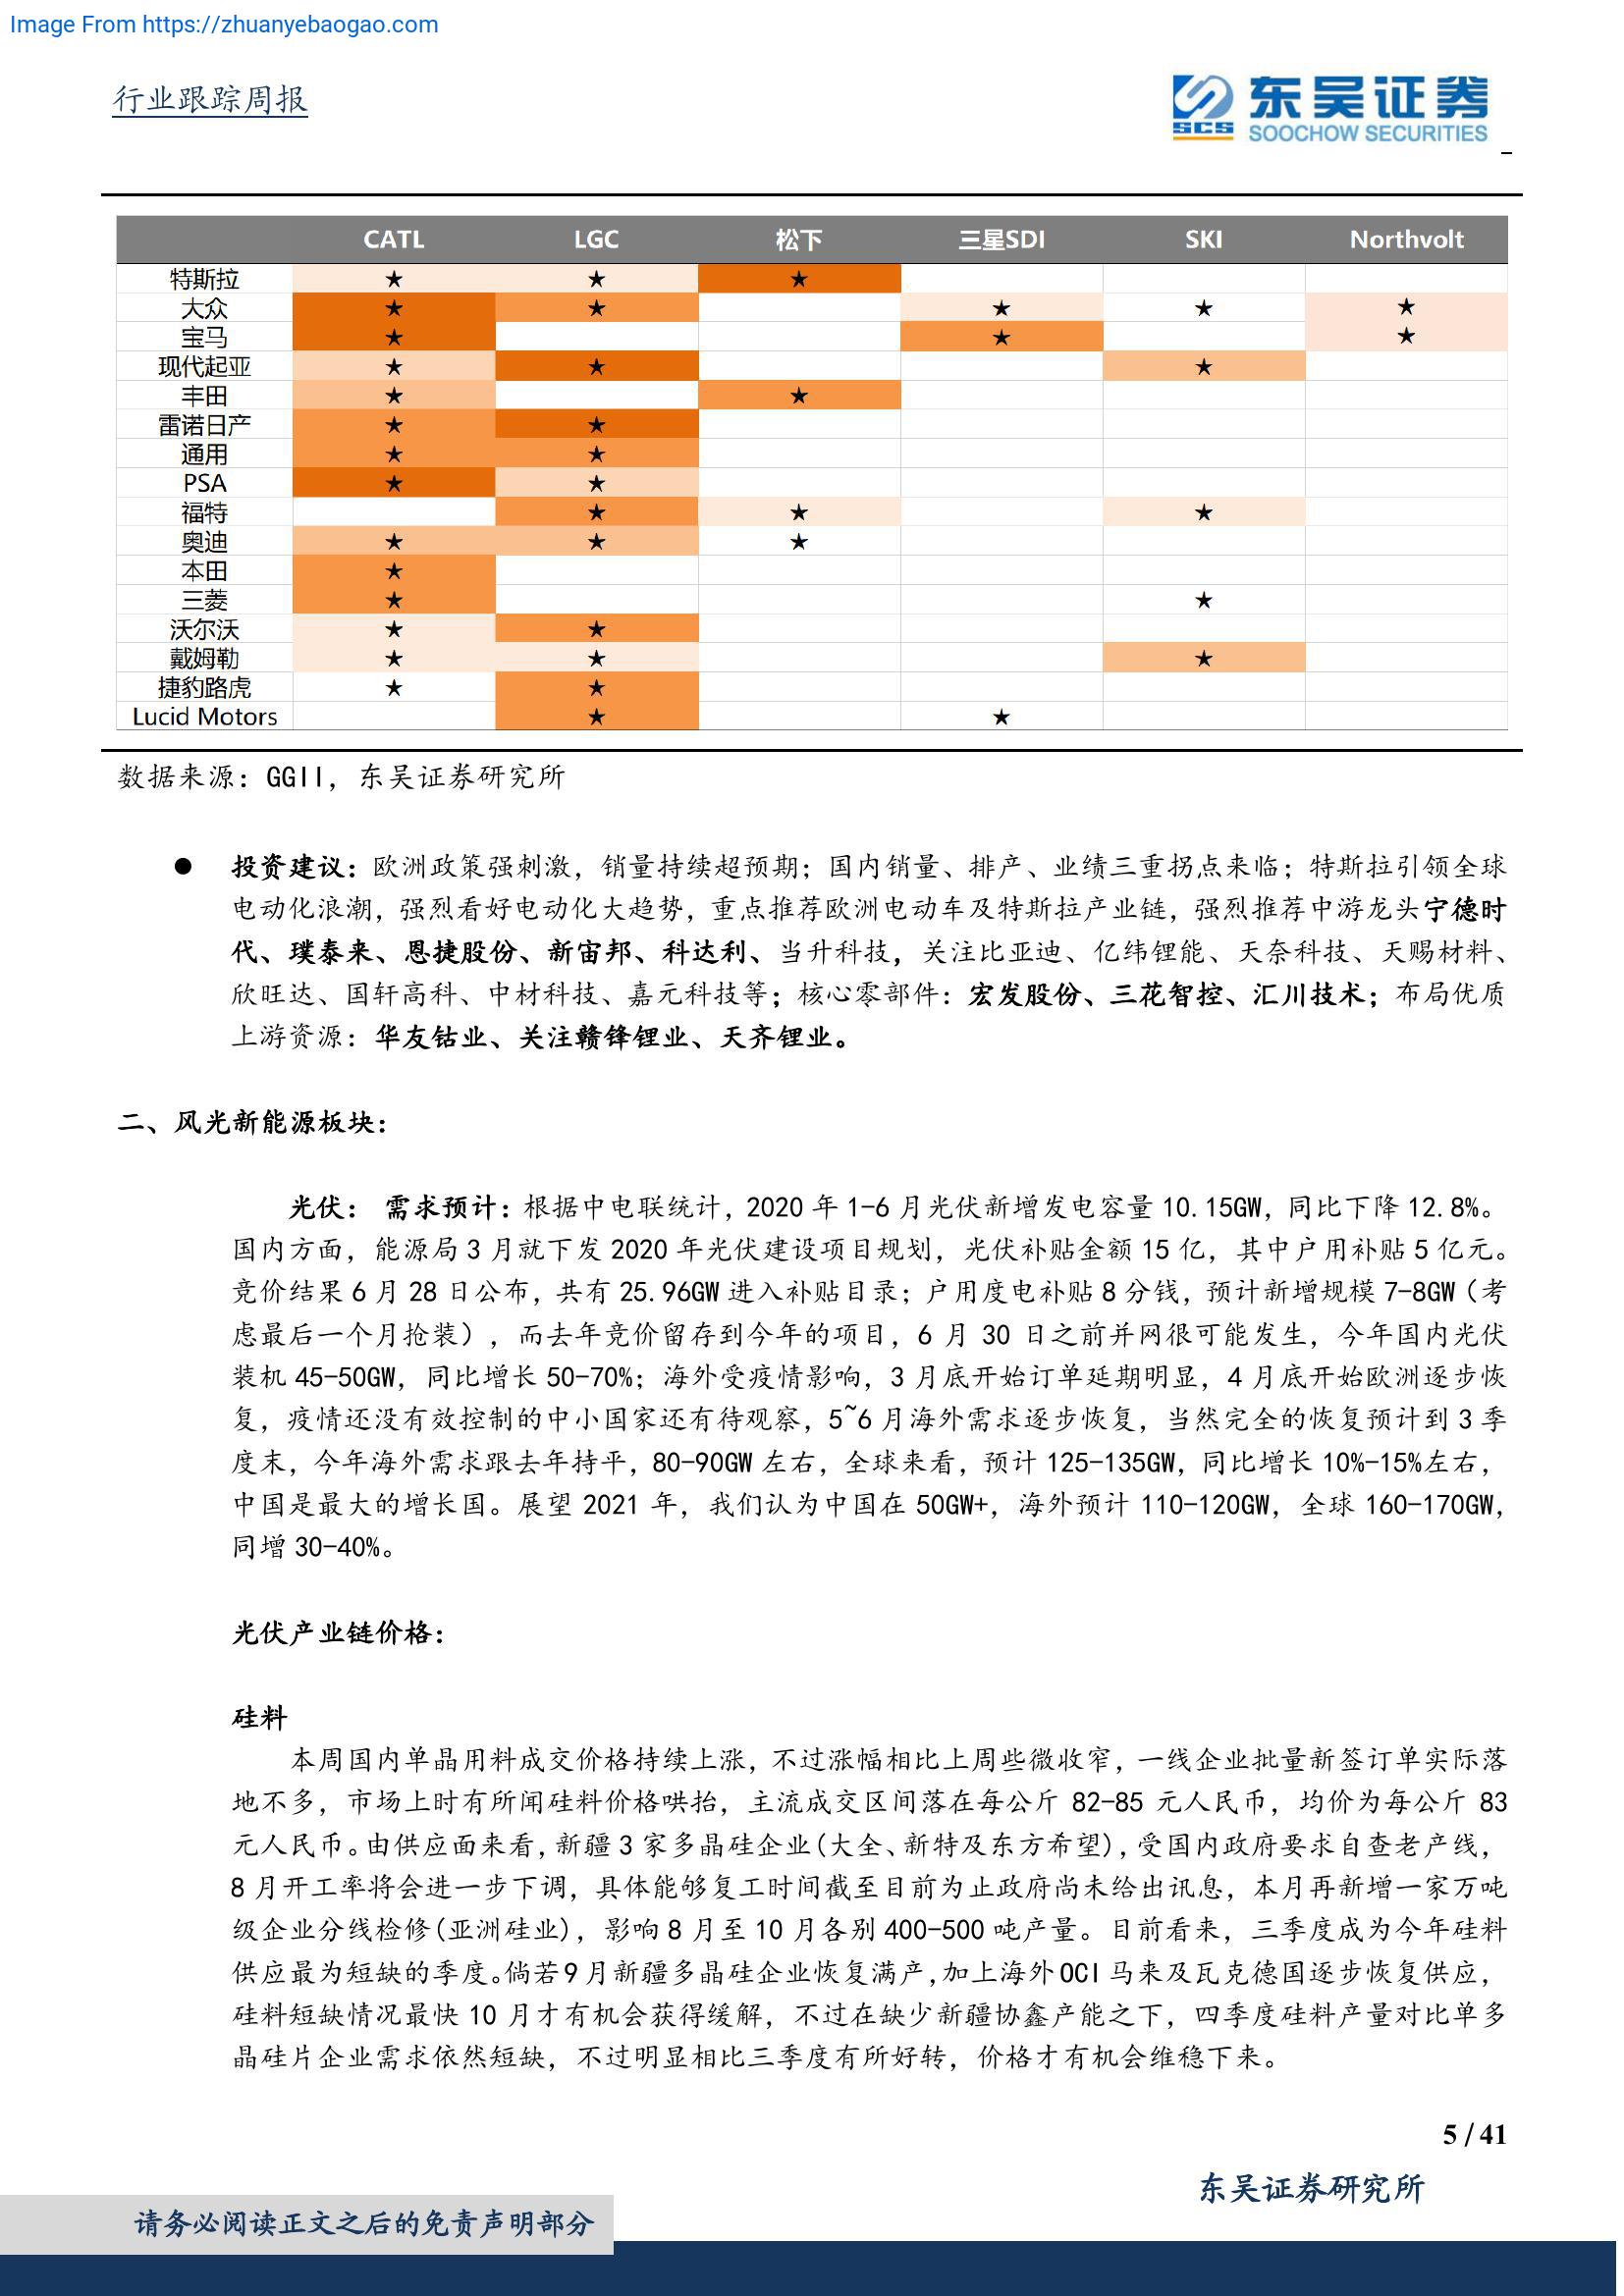 Image From https://zhuanyebaogao.com
行业跟踪周报
东吴证券
SCS
SOOCHOW SECURITIES
CATL LGC 松下 三星SDI SKI Northvolt
特斯拉 ★ ★ ★
大众 ★ ★ ★ ★ ★
宝马 ★ ★ ★
现代起亚 ★ ★ ★
丰田 ★ ★
雷诺日产 ★ ★
通用 ★ ★
PSA ★ ★
福特 ★ ★ ★
奥迪 ★ ★ ★
本田 ★
三菱 ★ ★
沃尔沃 ★ ★
戴姆勒 ★ ★ ★
捷豹路虎 ★ ★
Lucid Motors ★ ★
数据来源：GGII，东吴证券研究所
● 投资建议：欧洲政策强刺激，销量持续超预期；国内销量、排产、业绩三重拐点来临；特斯拉引领全球
电动化浪潮，强烈看好电动化大趋势，重点推荐欧洲电动车及特斯拉产业链，强烈推荐中游龙头宁德时
代、璞泰来、恩捷股份、新宙邦、科达利、当升科技，关注比亚迪、亿纬锂能、天奈科技、天赐材料、
欣旺达、国轩高科、中材科技、嘉元科技等；核心零部件：宏发股份、三花智控、汇川技术；布局优质
上游资源：华友钴业、关注赣锋锂业、天齐锂业。
二、风光新能源板块：
光伏： 需求预计：根据中电联统计，2020 年 1-6 月光伏新增发电容量 10.15GW，同比下降 12.8%。
国内方面，能源局 3 月就下发 2020 年光伏建设项目规划，光伏补贴金额 15 亿，其中户用补贴 5 亿元。
竞价结果 6 月 28 日公布，共有 25.96GW 进入补贴目录；户用度电补贴 8 分钱，预计新增规模 7-8GW（考
虑最后一个月抢装），而去年竞价留存到今年的项目，6 月 30 日之前并网很可能发生，今年国内光伏
装机 45-50GW，同比增长 50-70%；海外受疫情影响，3 月底开始订单延期明显，4 月底开始欧洲逐步恢
复，疫情还没有效控制的中小国家还有待观察，5~6 月海外需求逐步恢复，当然完全的恢复预计到 3 季
度末，今年海外需求跟去年持平，80-90GW 左右，全球来看，预计 125-135GW，同比增长 10%-15%左右，
中国是最大的增长国。展望 2021 年，我们认为中国在 50GW+，海外预计 110-120GW，全球 160-170GW，
同增 30-40%。
光伏产业链价格：
硅料
本周国内单晶用料成交价格持续上涨，不过涨幅相比上周些微收窄，一线企业批量新签订单实际落
地不多，市场上时有所闻硅料价格哄抬，主流成交区间落在每公斤 82-85 元人民币，均价为每公斤 83
元人民币。由供应面来看，新疆 3 家多晶硅企业(大全、新特及东方希望)，受国内政府要求自查老产线，
8 月开工率将会进一步下调，具体能够复工时间截至目前为止政府尚未给出讯息，本月再新增一家万吨
级企业分线检修(亚洲硅业)，影响 8 月至 10 月各别 400-500 吨产量。目前看来，三季度成为今年硅料
供应最为短缺的季度。倘若 9 月新疆多晶硅企业恢复满产,加上海外 OCI 马来及瓦克德国逐步恢复供应，
硅料短缺情况最快 10 月才有机会获得缓解，不过在缺少新疆协鑫产能之下，四季度硅料产量对比单多
晶硅片企业需求依然短缺，不过明显相比三季度有所好转，价格才有机会维稳下来。
5 / 41
东吴证券研究所
请务必阅读正文之后的免责声明部分